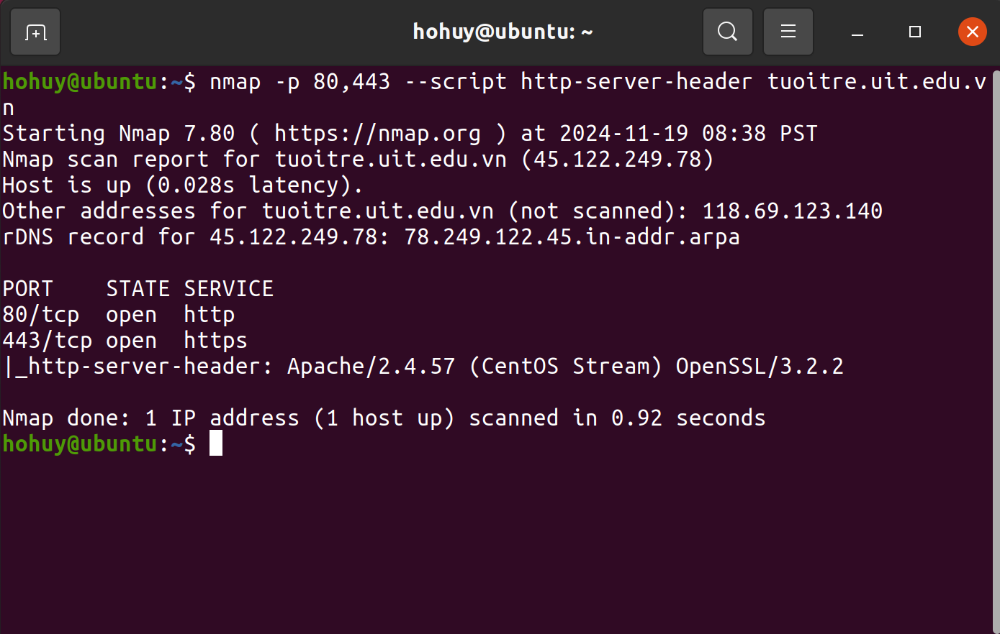 hohuy@ubuntu: ~
hohuy@ubuntu:~$ nmap -p 80,443 --script http-server-header tuoitre.uit.edu.v
n
Starting Nmap 7.80 ( https://nmap.org ) at 2024-11-19 08:38 PST
Nmap scan report for tuoitre.uit.edu.vn (45.122.249.78)
Host is up (0.028s latency).
Other addresses for tuoitre.uit.edu.vn (not scanned): 118.69.123.140
rDNS record for 45.122.249.78: 78.249.122.45.in-addr.arpa
PORT    STATE SERVICE
80/tcp  open  http
443/tcp open  https
|_http-server-header: Apache/2.4.57 (CentOS Stream) OpenSSL/3.2.2
Nmap done: 1 IP address (1 host up) scanned in 0.92 seconds
hohuy@ubuntu:~$